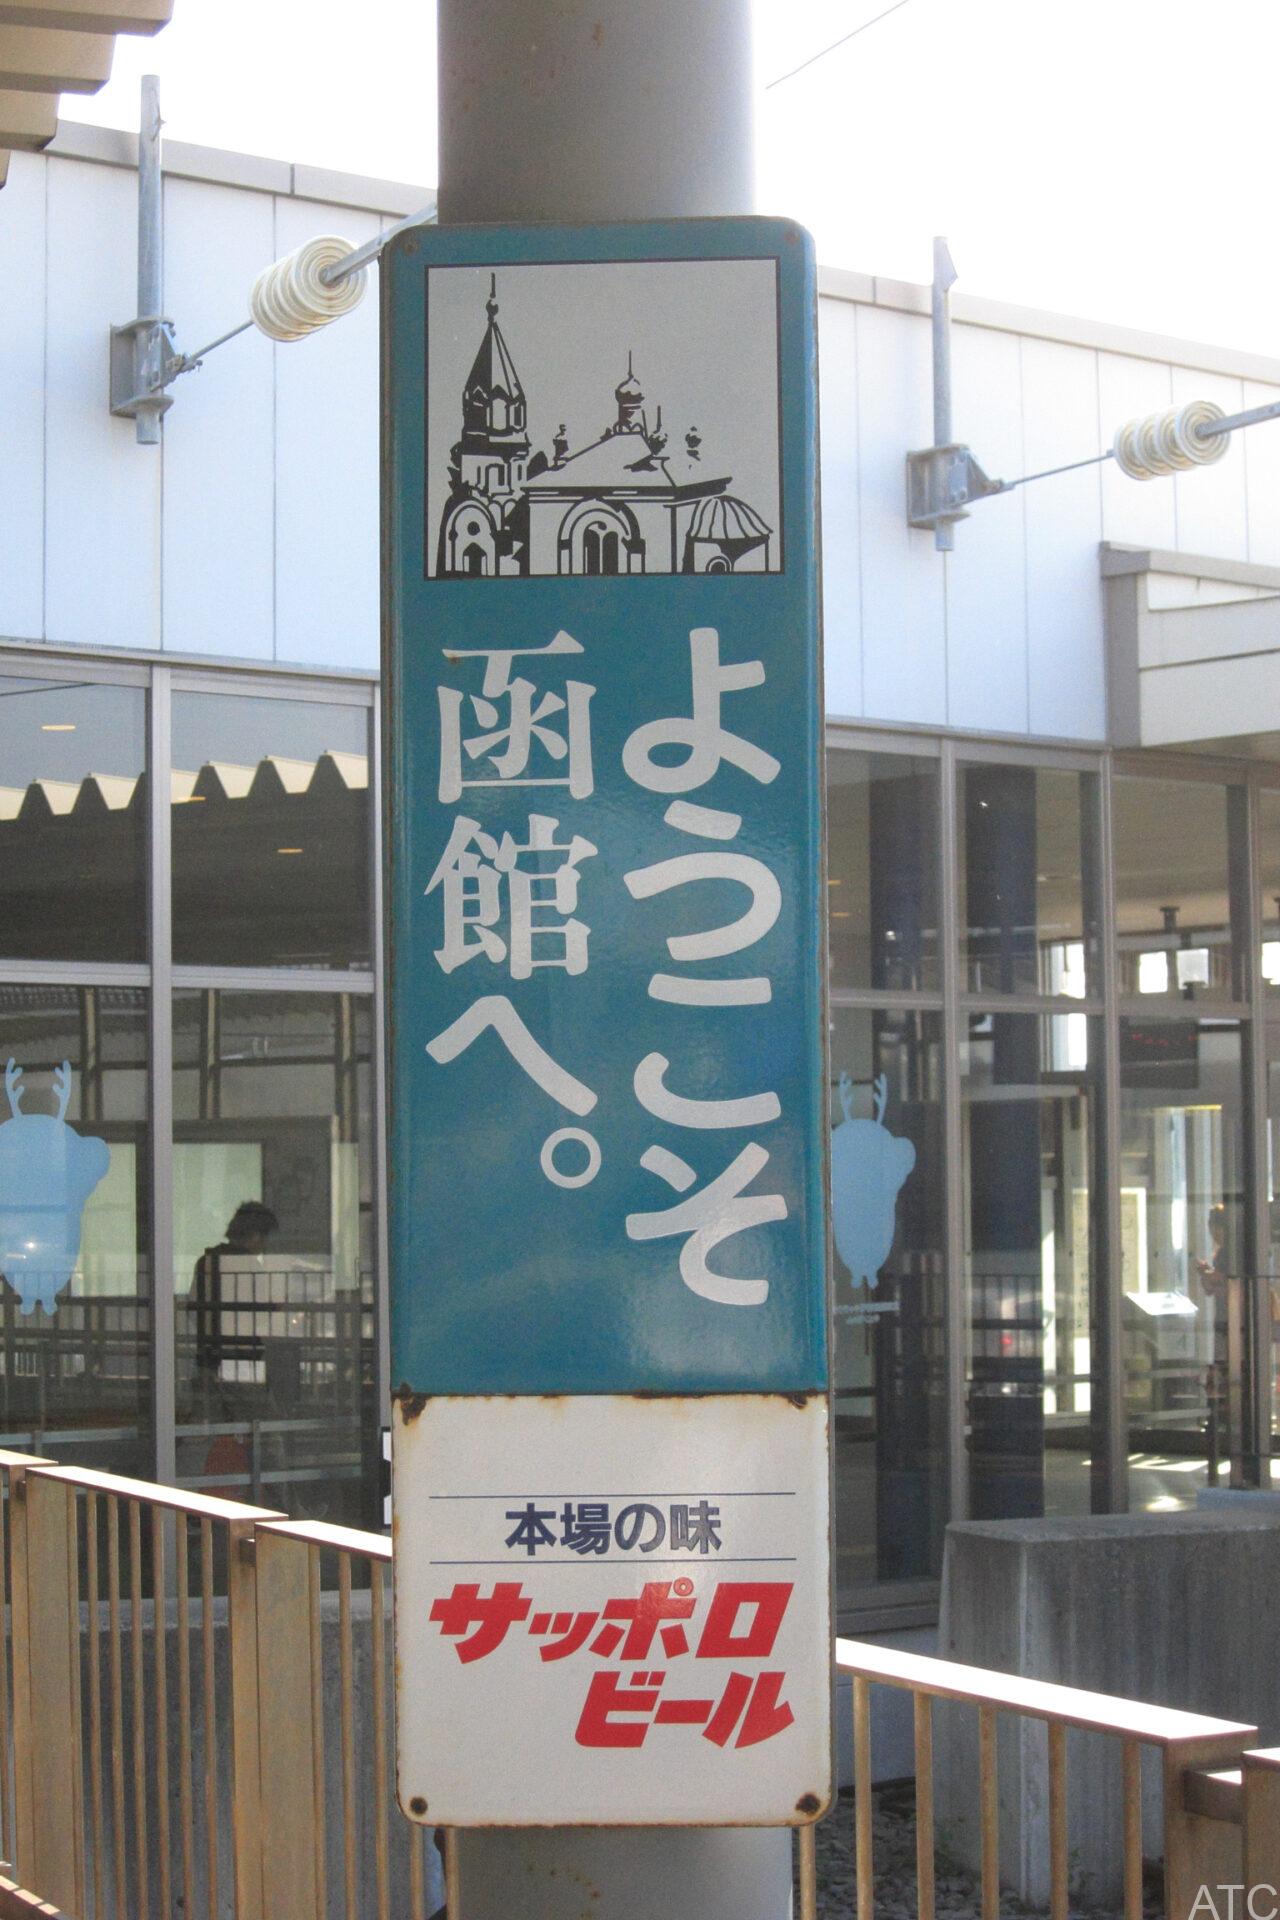 ようこそ
函館へ。
本場の味
サッポロ
ビール
ATC